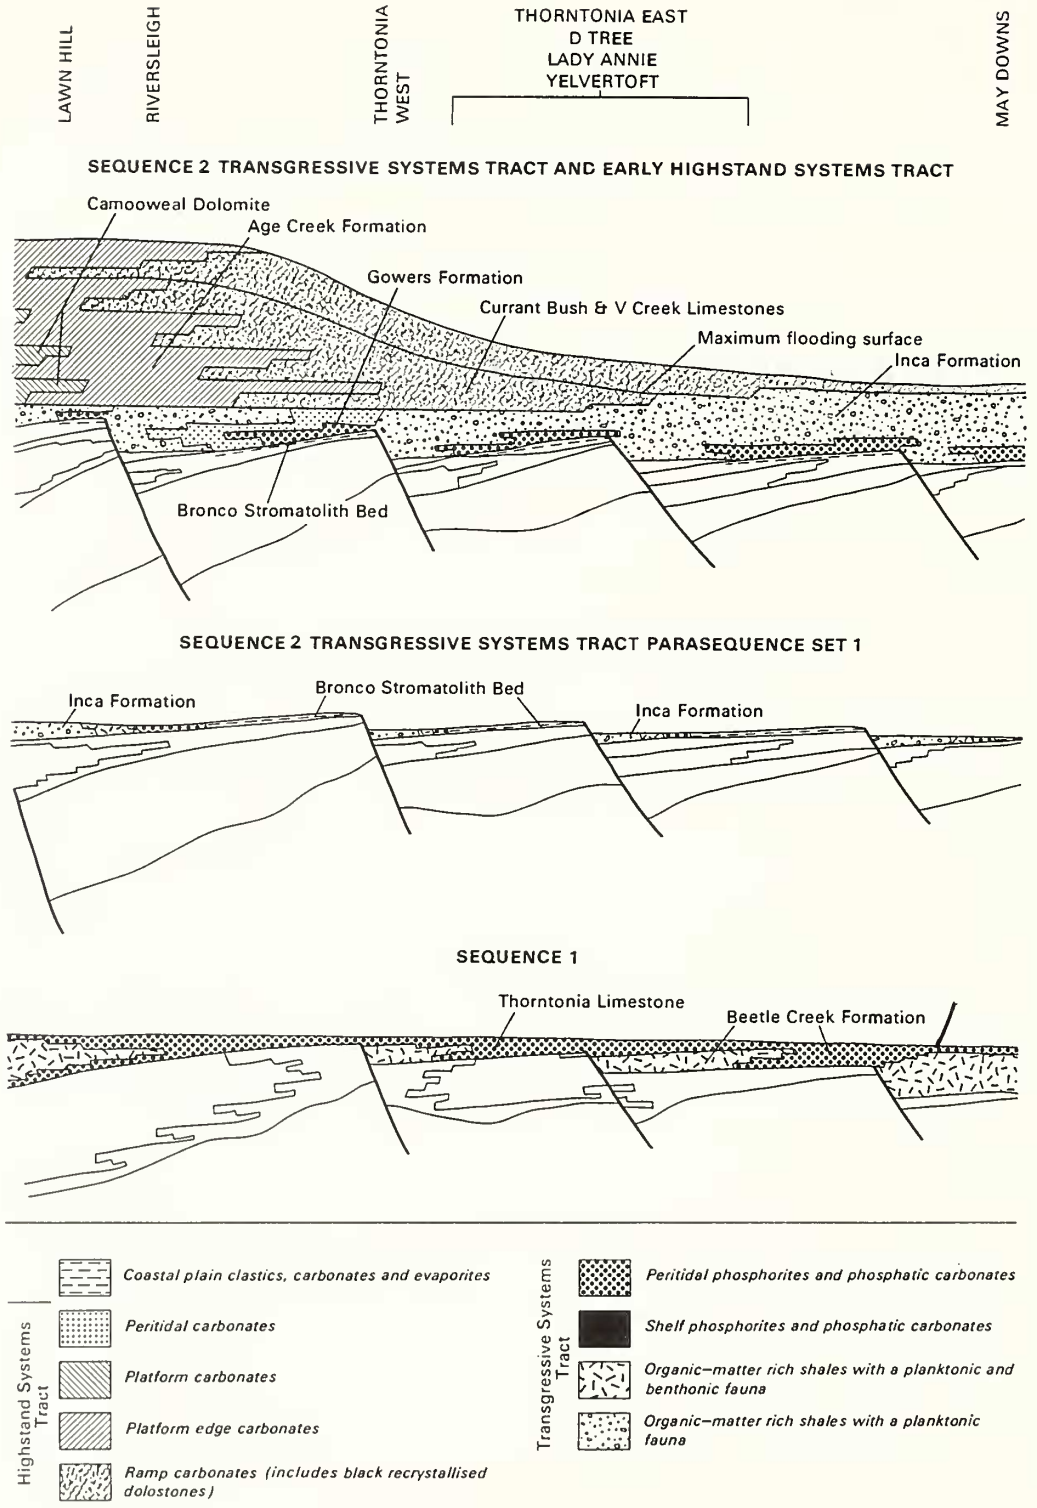 LAWN HILL
RIVERSLEIGH
THORNTONIA
WEST
THORNTONIA EAST
D TREE
LADY ANNIE
YELVERTOFT
MAY DOWNS
SEQUENCE 2 TRANSGRESSIVE SYSTEMS TRACT AND EARLY HIGHSTAND SYSTEMS TRACT
Camooweal Dolomite
Age Creek Formation
Gowers Formation
Currant Bush & V Creek Limestones
Maximum flooding surface
Inca Formation
Bronco Stromatolith Bed
SEQUENCE 2 TRANSGRESSIVE SYSTEMS TRACT PARASEQUENCE SET 1
Inca Formation
Bronco Stromatolith Bed
Inca Formation
SEQUENCE 1
Thorntonia Limestone
Beetle Creek Formation
Highstand Systems
Tract
Coastal plain clastics, carbonates and evaporites
Peritidal carbonates
Platform carbonates
Platform edge carbonates
Ramp carbonates (includes black recrystallised
dolostones)
Transgressive Systems
Tract
Peritidal phosphorites and phosphatic carbonates
Shelf phosphorites and phosphatic carbonates
Organic-matter rich shales with a planktonic and
benthonic fauna
Organic-matter rich shales with a planktonic
fauna